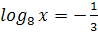 log₈ x = −1/3